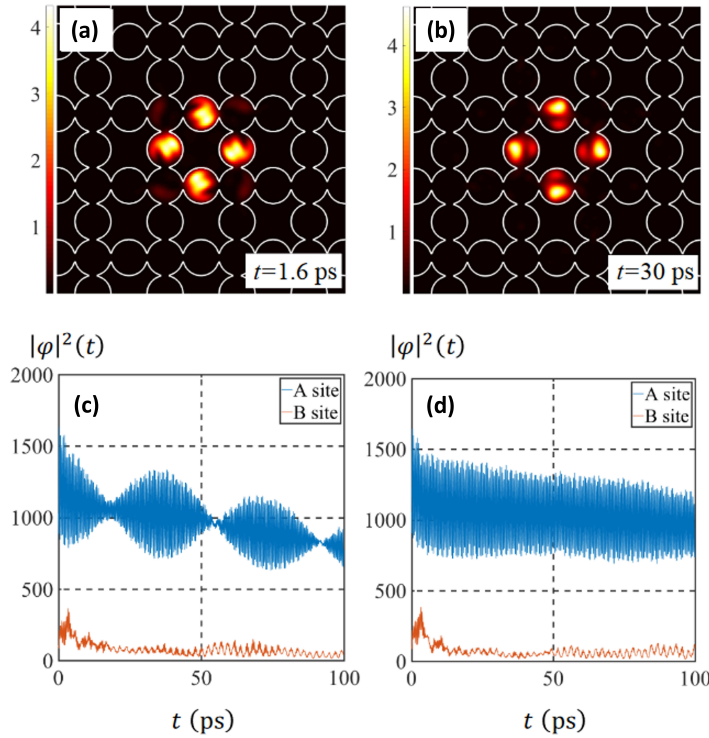 (a)
4
3
2
1
t=1.6 ps
(b)
4
3
2
1
t=30 ps
|φ|²(t)
2000
1500
1000
500
0
(c)
A site
B site
0
50
100
t (ps)
|φ|²(t)
2000
1500
1000
500
0
(d)
A site
B site
0
50
100
t (ps)